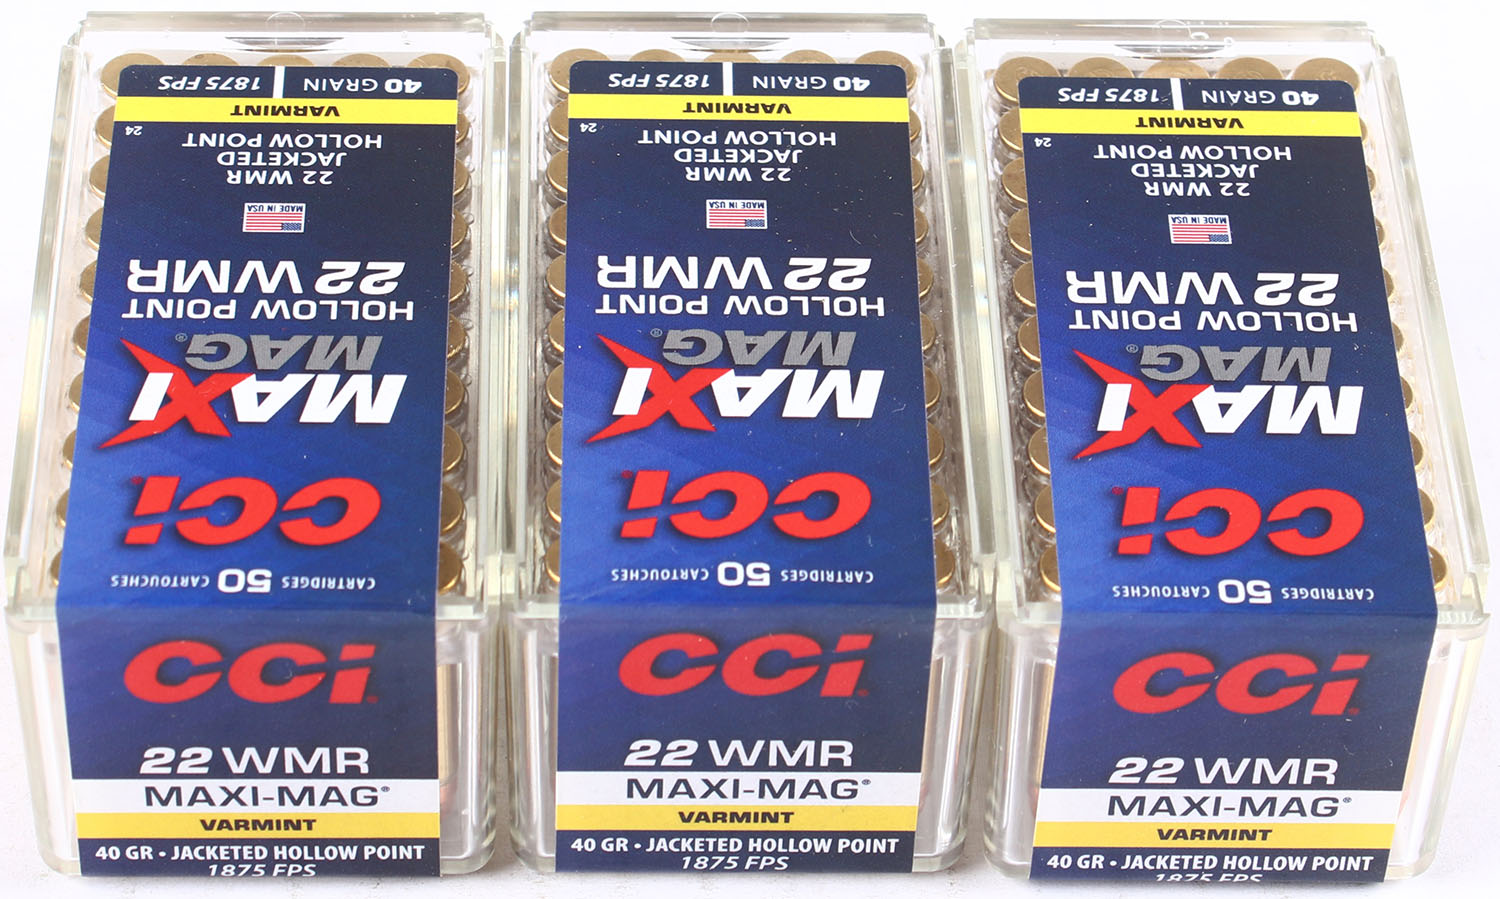 40 GRAIN | 1875 FPS
VARMINT
24
22 WMR
JACKETED
HOLLOW POINT
MADE IN USA
22 WMR
HOLLOW POINT
MAG®
MAXI
CCi
50 CARTRIDGES CARTOUCHES
CCi
22 WMR
MAXI-MAG®
VARMINT
40 GR • JACKETED HOLLOW POINT
1875 FPS
40 GRAIN | 1875 FPS
VARMINT
24
22 WMR
JACKETED
HOLLOW POINT
MADE IN USA
22 WMR
HOLLOW POINT
MAG®
MAXI
CCi
50 CARTRIDGES CARTOUCHES
CCi
22 WMR
MAXI-MAG®
VARMINT
40 GR • JACKETED HOLLOW POINT
1875 FPS
40 GRAIN | 1875 FPS
VARMINT
24
22 WMR
JACKETED
HOLLOW POINT
MADE IN USA
22 WMR
HOLLOW POINT
MAG®
MAXI
CCi
50 CARTRIDGES CARTOUCHES
CCi
22 WMR
MAXI-MAG®
VARMINT
40 GR • JACKETED HOLLOW POINT
1875 FPS